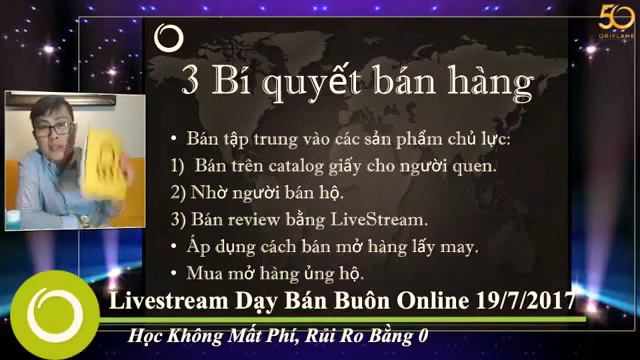 50
ORIFLAME
3 Bí quyết bán hàng
• Bán tập trung vào các sản phẩm chủ lực:
1) Bán trên catalog giấy cho người quen.
2) Nhờ người bán hộ.
3) Bán review bằng LiveStream.
• Áp dụng cách bán mở hàng lấy may.
• Mua mở hàng ủng hộ.
Livestream Dạy Bán Buôn Online 19/7/2017
Học Không Mất Phí, Rủi Ro Bằng 0